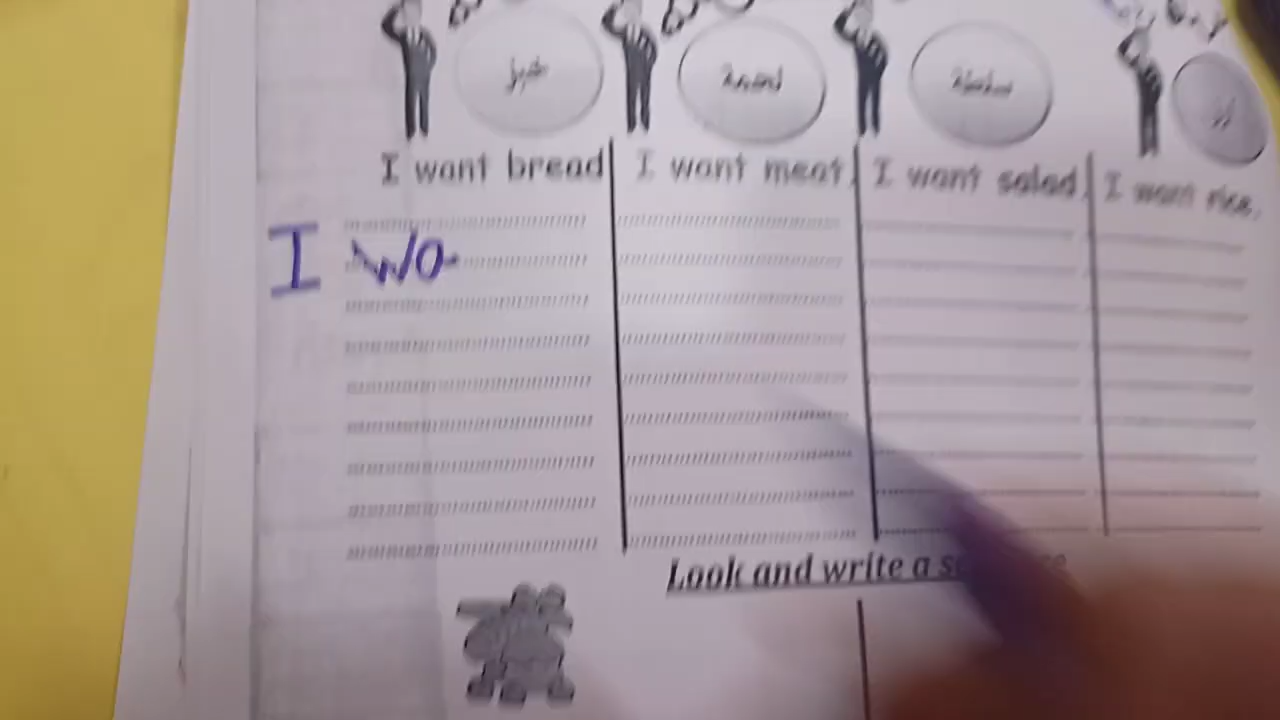 I want bread
I want meat.
I want salad.
I want rice.
I wa
Look and write a